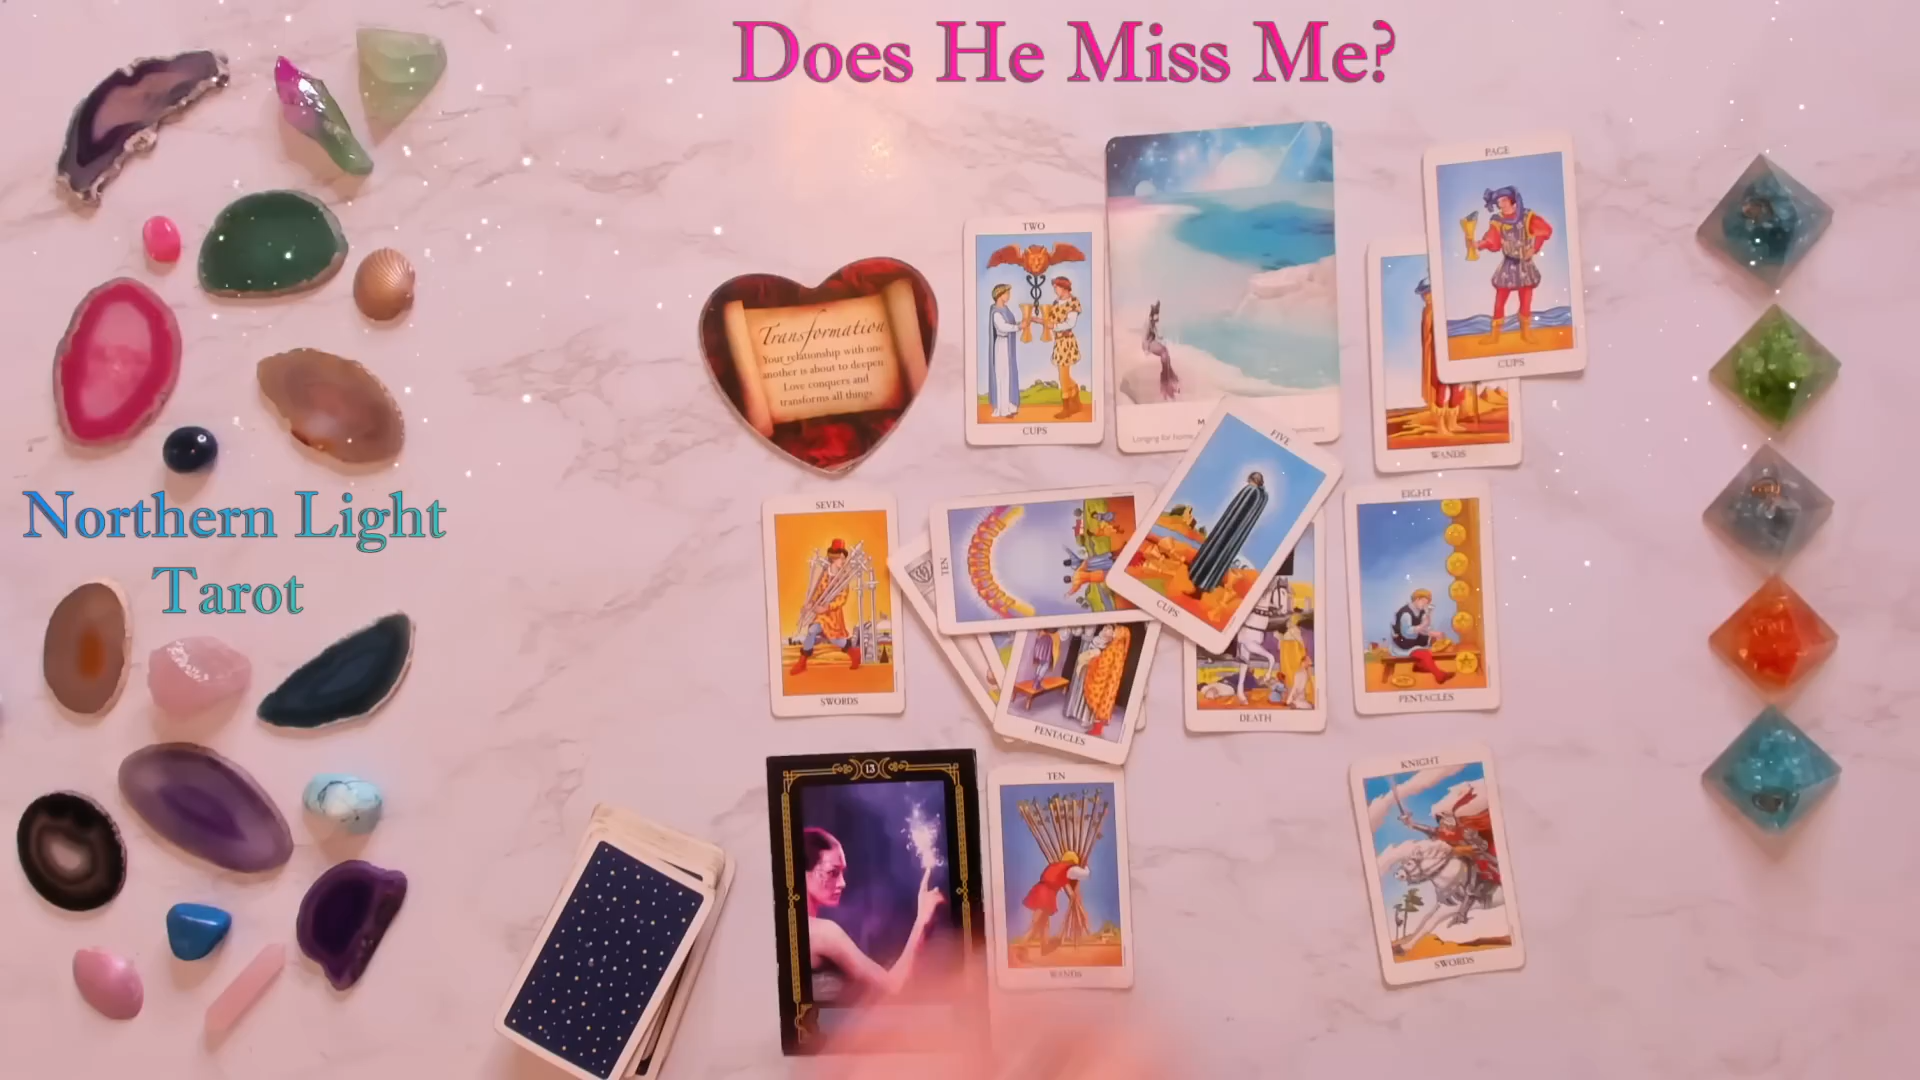 Does He Miss Me?
Northern Light
Tarot
Transformation
Your relationship with one
another is about to deepen
Love conquers and
transforms all things
TWO
CUPS
Longing for home,
PAGE
CUPS
WANDS
SEVEN
SWORDS
TEN
PENTACLES
FIVE
CUPS
DEATH
EIGHT
PENTACLES
13
TEN
WANDS
KNIGHT
SWORDS